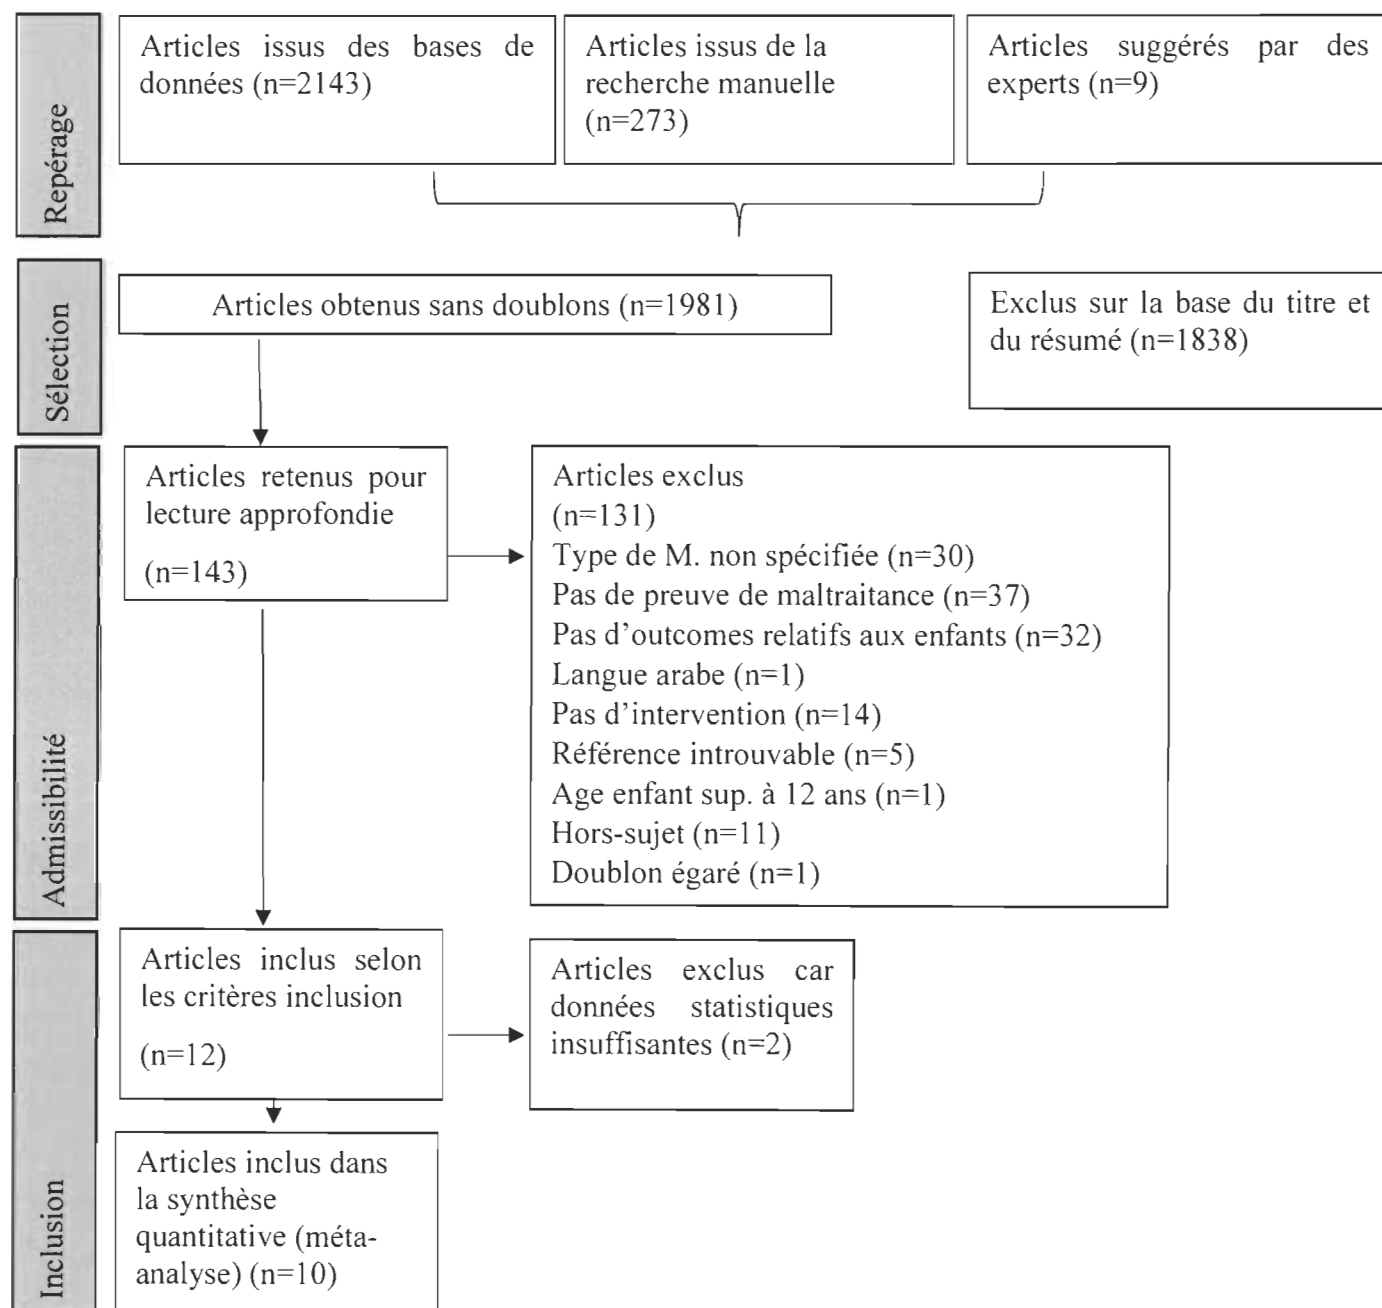 Repérage
Articles issus des bases de
données (n=2143)
Articles issus de la
recherche manuelle
(n=273)
Articles suggérés par des
experts (n=9)
Sélection
Articles obtenus sans doublons (n=1981)
Exclus sur la base du titre et
du résumé (n=1838)
Admissibilité
Articles retenus pour
lecture approfondie
(n=143)
Articles exclus
(n=131)
Type de M. non spécifiée (n=30)
Pas de preuve de maltraitance (n=37)
Pas d'outcomes relatifs aux enfants (n=32)
Langue arabe (n=1)
Pas d'intervention (n=14)
Référence introuvable (n=5)
Age enfant sup. à 12 ans (n=1)
Hors-sujet (n=11)
Doublon égaré (n=1)
Inclusion
Articles inclus selon
les critères inclusion
(n=12)
Articles exclus car
données statistiques
insuffisantes (n=2)
Articles inclus dans
la synthèse
quantitative (méta-
analyse) (n=10)